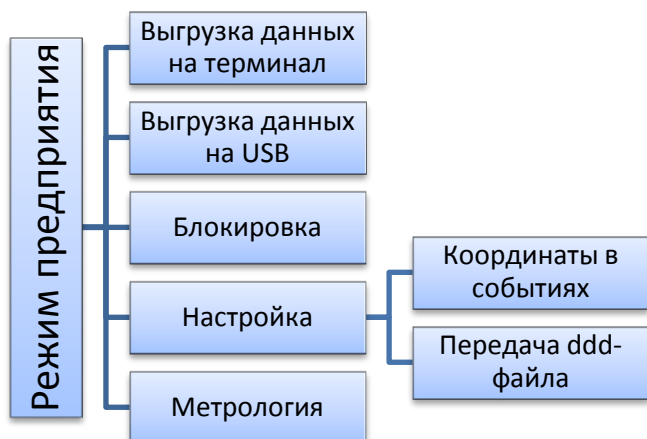 Режим предприятия
Выгрузка данных
на терминал
Выгрузка данных
на USB
Блокировка
Настройка
Метрология
Координаты в
событиях
Передача ddd-
файла